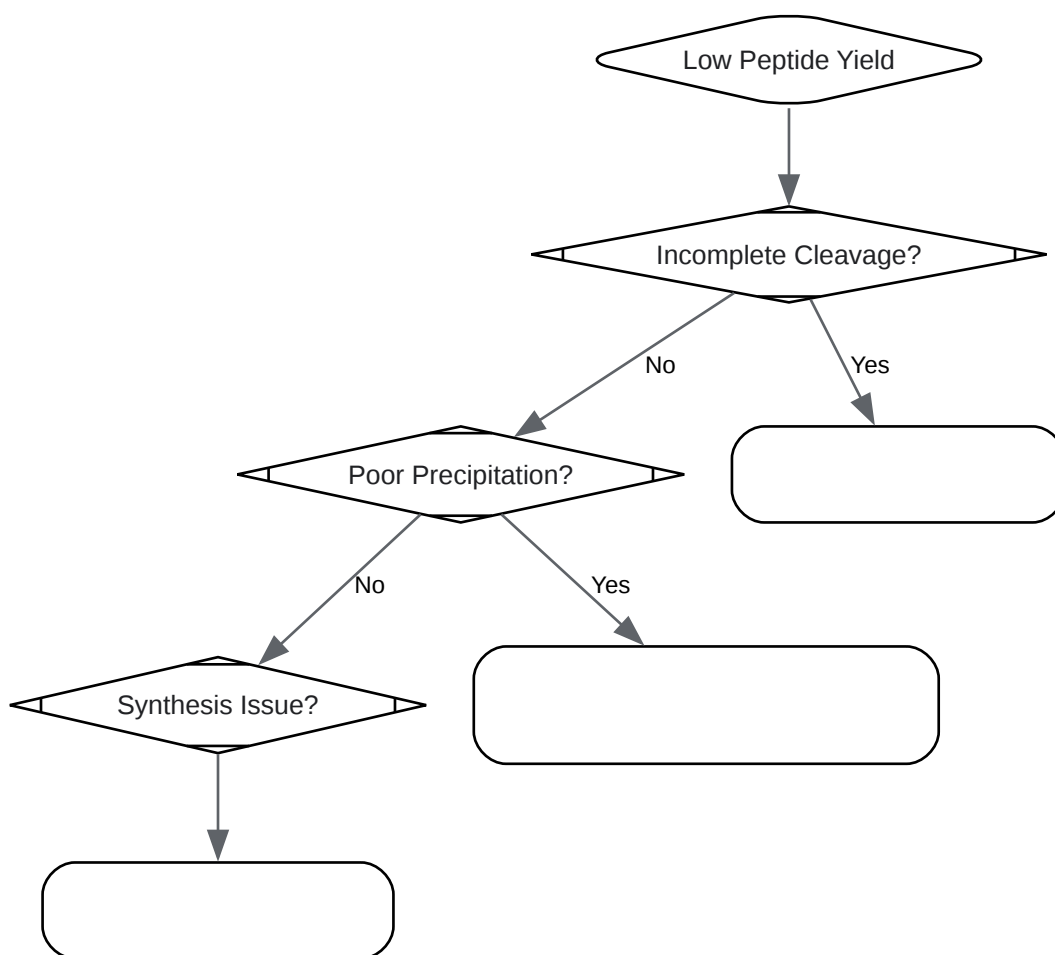 Low Peptide Yield
Incomplete Cleavage?
No
Yes
Poor Precipitation?
No
Yes
Synthesis Issue?